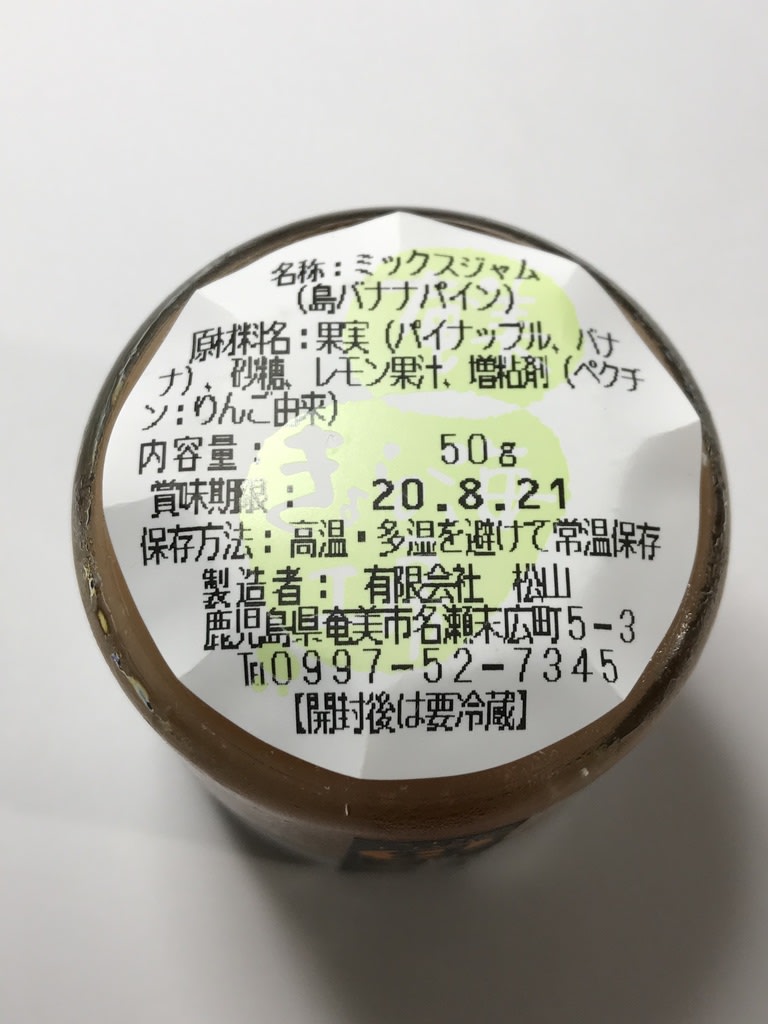 名称：ミックスジャム
(島バナナパイン)
原材料名：果実（パイナップル、バナ
ナ）、砂糖、レモン果汁、増粘剤（ペクチ
ン：りんご由来）
内容量： 50g
賞味期限： 20.8.21
保存方法：高温・多湿を避けて常温保存
製造者：有限会社 松山
鹿児島県奄美市名瀬末広町5-3
℡0997-52-7345
【開封後は要冷蔵】